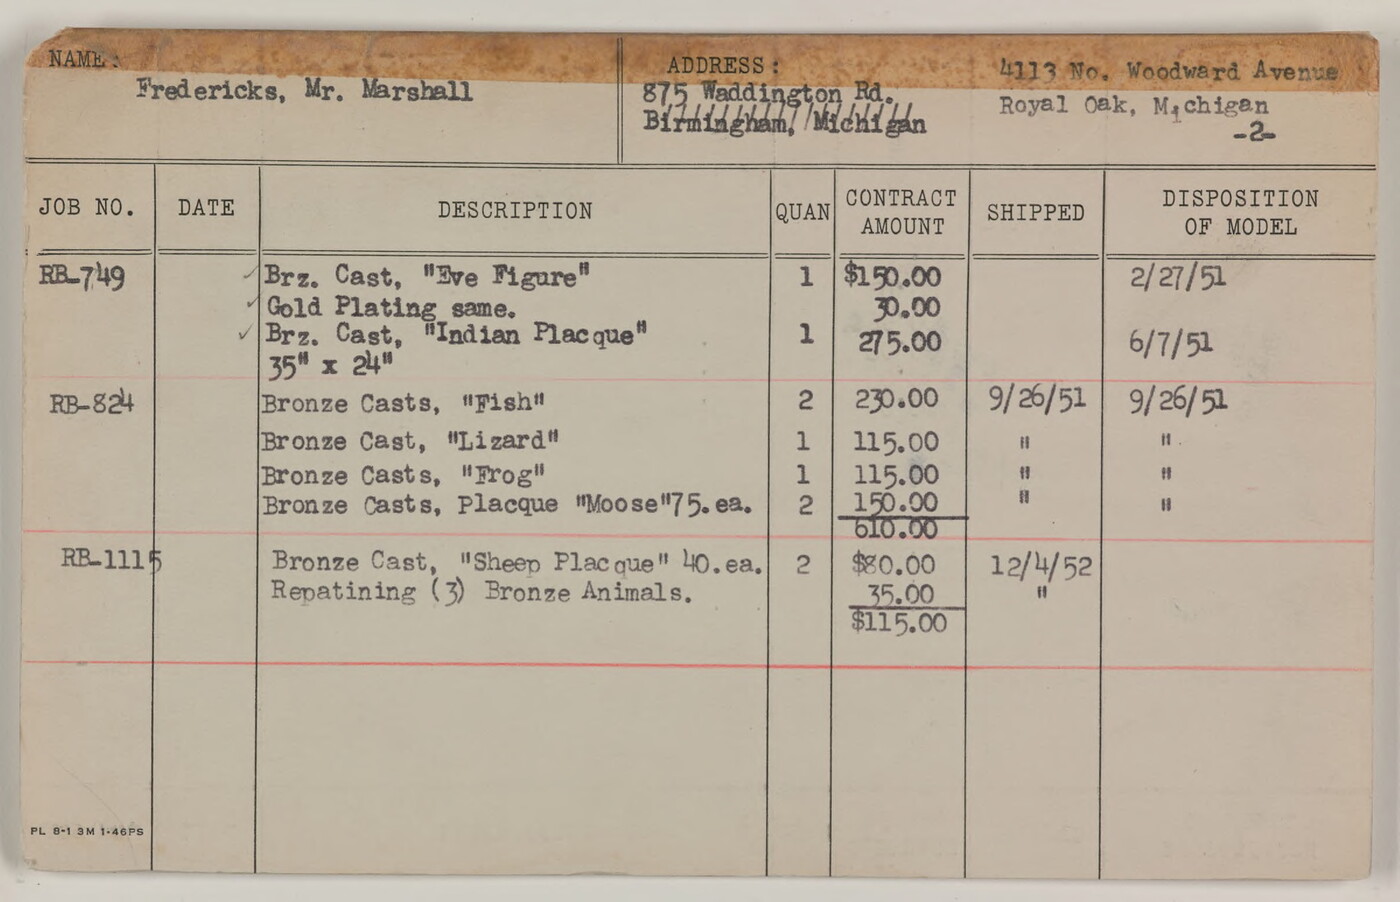 NAME:
Fredericks, Mr. Marshall
ADDRESS:
875 Waddington Rd.
Birmingham, Michigan
4113 No. Woodward Avenue
Royal Oak, Michigan
-2-
JOB NO. DATE DESCRIPTION QUAN CONTRACT AMOUNT SHIPPED DISPOSITION OF MODEL
RB-749 ✓ Brz. Cast, "Eve Figure" 1 $150.00 2/27/51
✓ Gold Plating same. 30.00
✓ Brz. Cast, "Indian Placque" 1 275.00 6/7/51
35" x 24"
RB-824 Bronze Casts, "Fish" 2 230.00 9/26/51 9/26/51
Bronze Cast, "Lizard" 1 115.00 " "
Bronze Casts, "Frog" 1 115.00 " "
Bronze Casts, Placque "Moose"75.ea. 2 150.00 " "
610.00
RB-1115 Bronze Cast, "Sheep Placque" 40.ea. 2 $80.00 12/4/52
Repatining (3) Bronze Animals. 35.00 "
$115.00
PL 8-1 3M 1-46PS